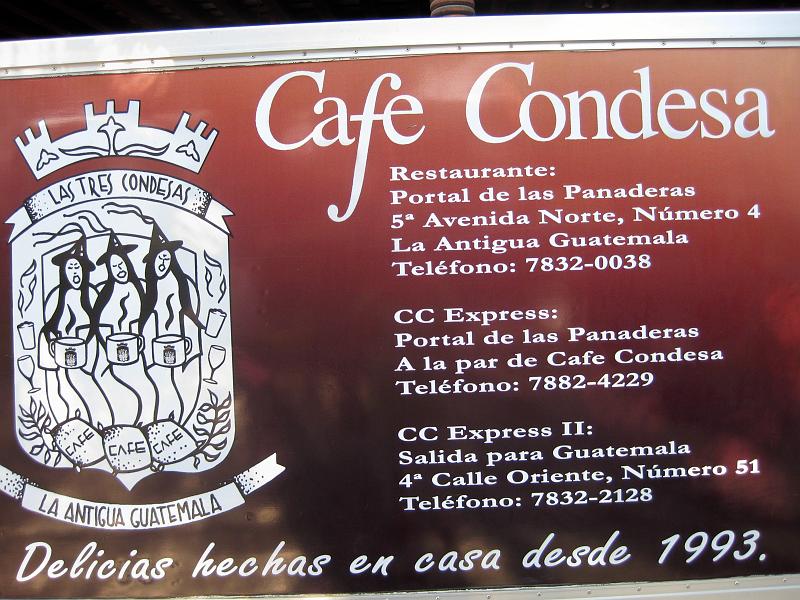 Cafe Condesa
LAS TRES CONDESAS
CAFE CAFE CAFE
LA ANTIGUA GUATEMALA
Restaurante:
Portal de las Panaderas
5ª Avenida Norte, Número 4
La Antigua Guatemala
Teléfono: 7832-0038
CC Express:
Portal de las Panaderas
A la par de Cafe Condesa
Teléfono: 7882-4229
CC Express II:
Salida para Guatemala
4ª Calle Oriente, Número 51
Teléfono: 7832-2128
Delicias hechas en casa desde 1993.